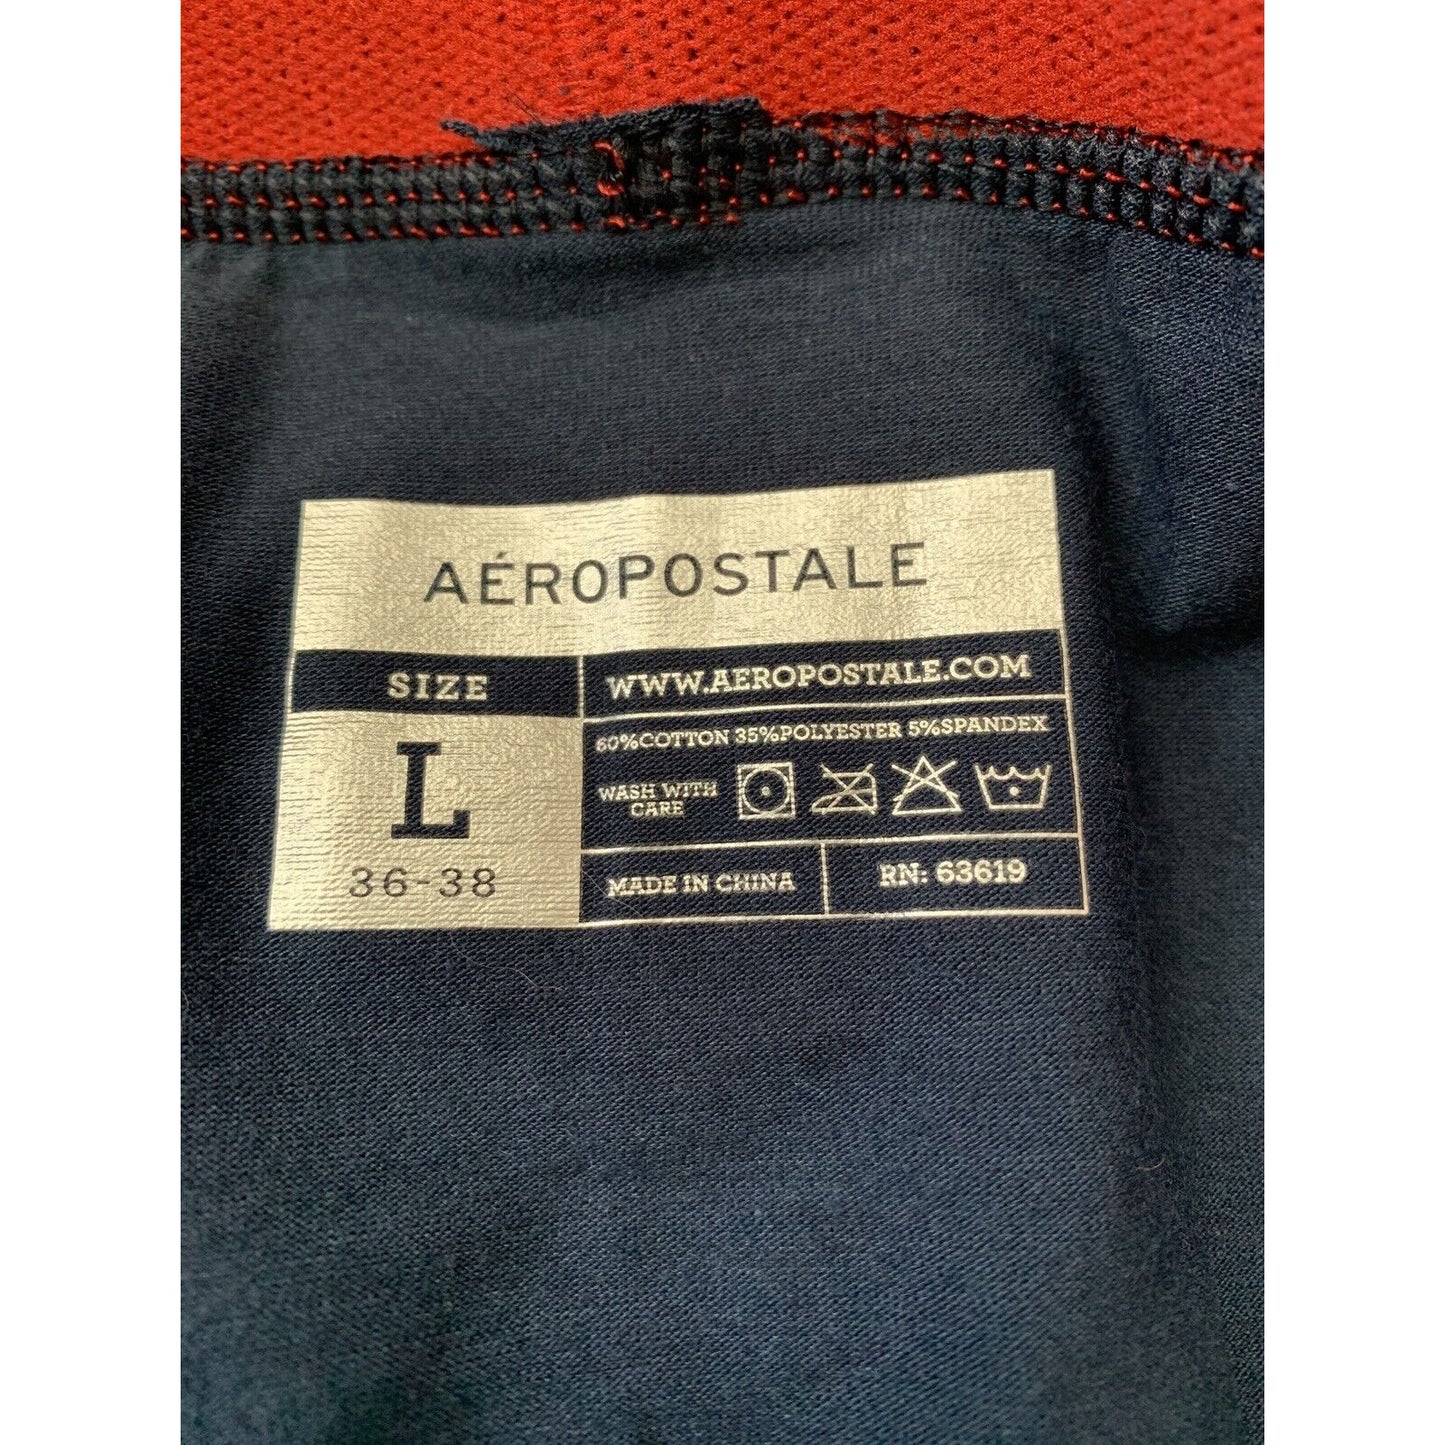 AÉROPOSTALE
SIZE
L
36-38
WWW.AEROPOSTALE.COM
60%COTTON 35%POLYESTER 5%SPANDEX
WASH WITH
CARE
MADE IN CHINA
RN: 63619